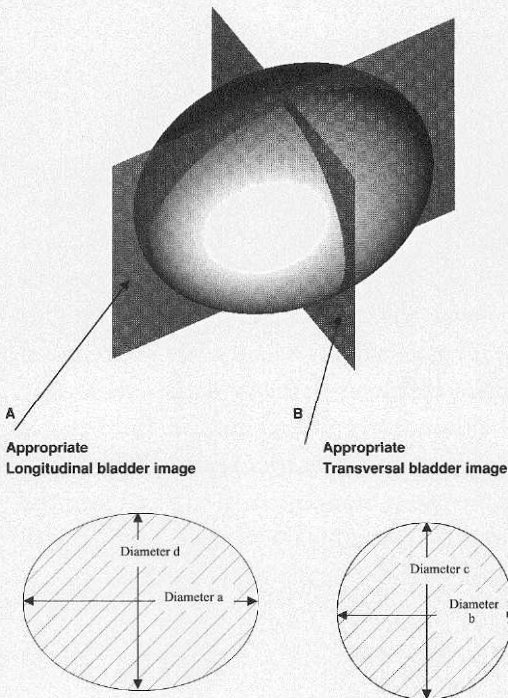 A
Appropriate
Longitudinal bladder image
B
Appropriate
Transversal bladder image
Diameter d
Diameter a
Diameter c
Diameter
b